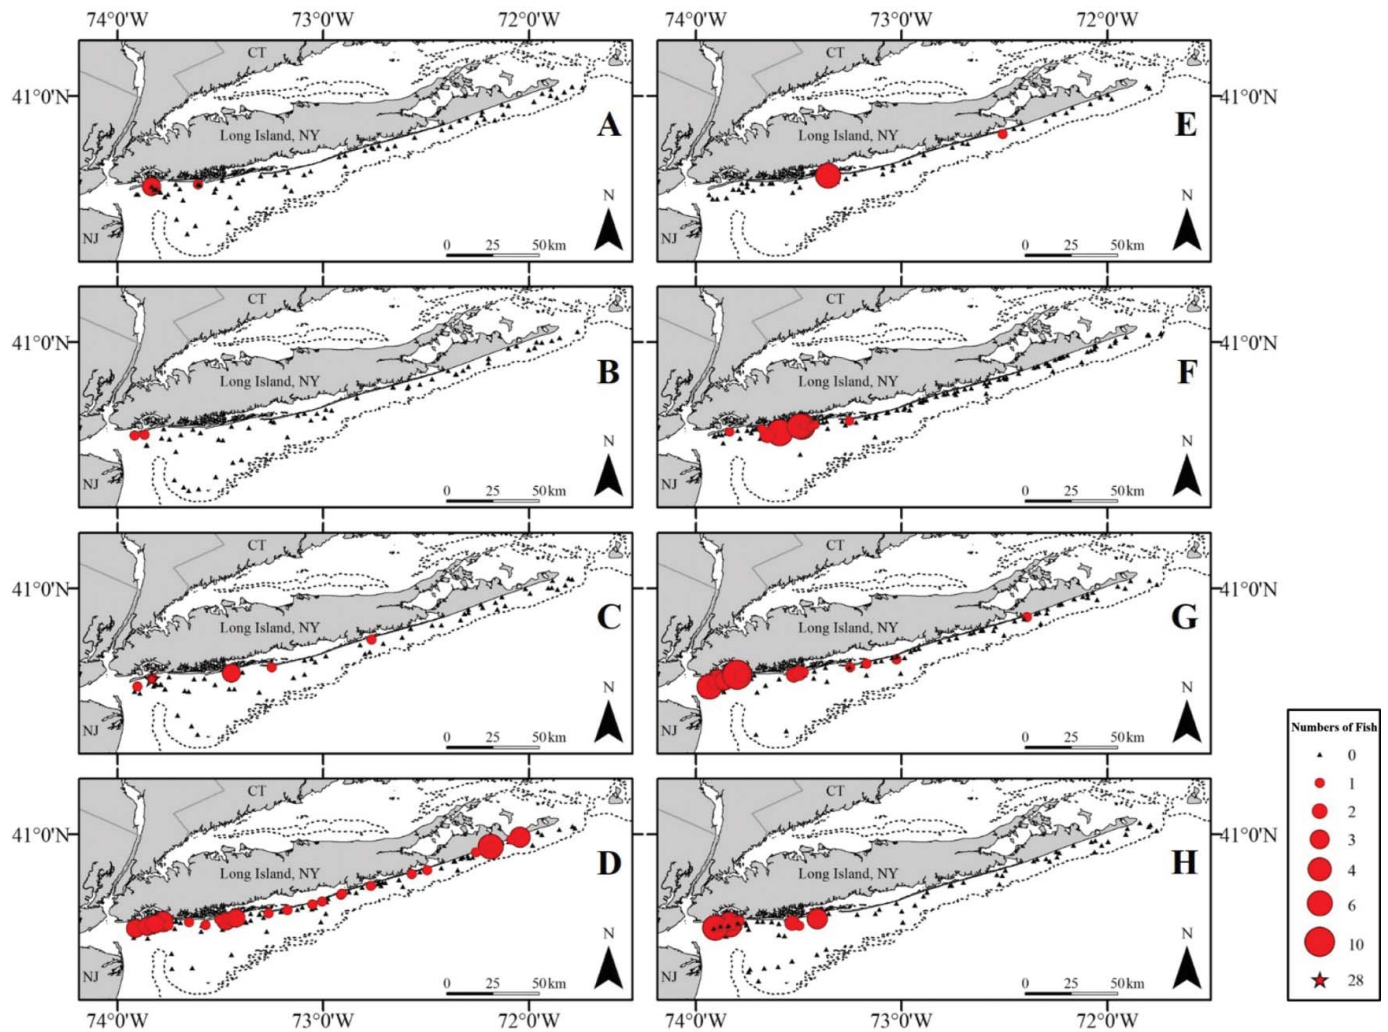 74°0'W 73°0'W 72°0'W 74°0'W 73°0'W 72°0'W
CT CT
41°0'N 41°0'N
Long Island, NY A Long Island, NY E
N N
NJ 0 25 50km NJ 0 25 50km
CT CT
41°0'N 41°0'N
Long Island, NY B Long Island, NY F
N N
NJ 0 25 50km NJ 0 25 50km
CT CT
41°0'N 41°0'N
Long Island, NY C Long Island, NY G
N N
NJ 0 25 50km NJ 0 25 50km
CT CT
41°0'N 41°0'N
Long Island, NY D Long Island, NY H
N N
NJ 0 25 50km NJ 0 25 50km
74°0'W 73°0'W 72°0'W 74°0'W 73°0'W 72°0'W
Numbers of Fish
0
1
2
3
4
6
10
28